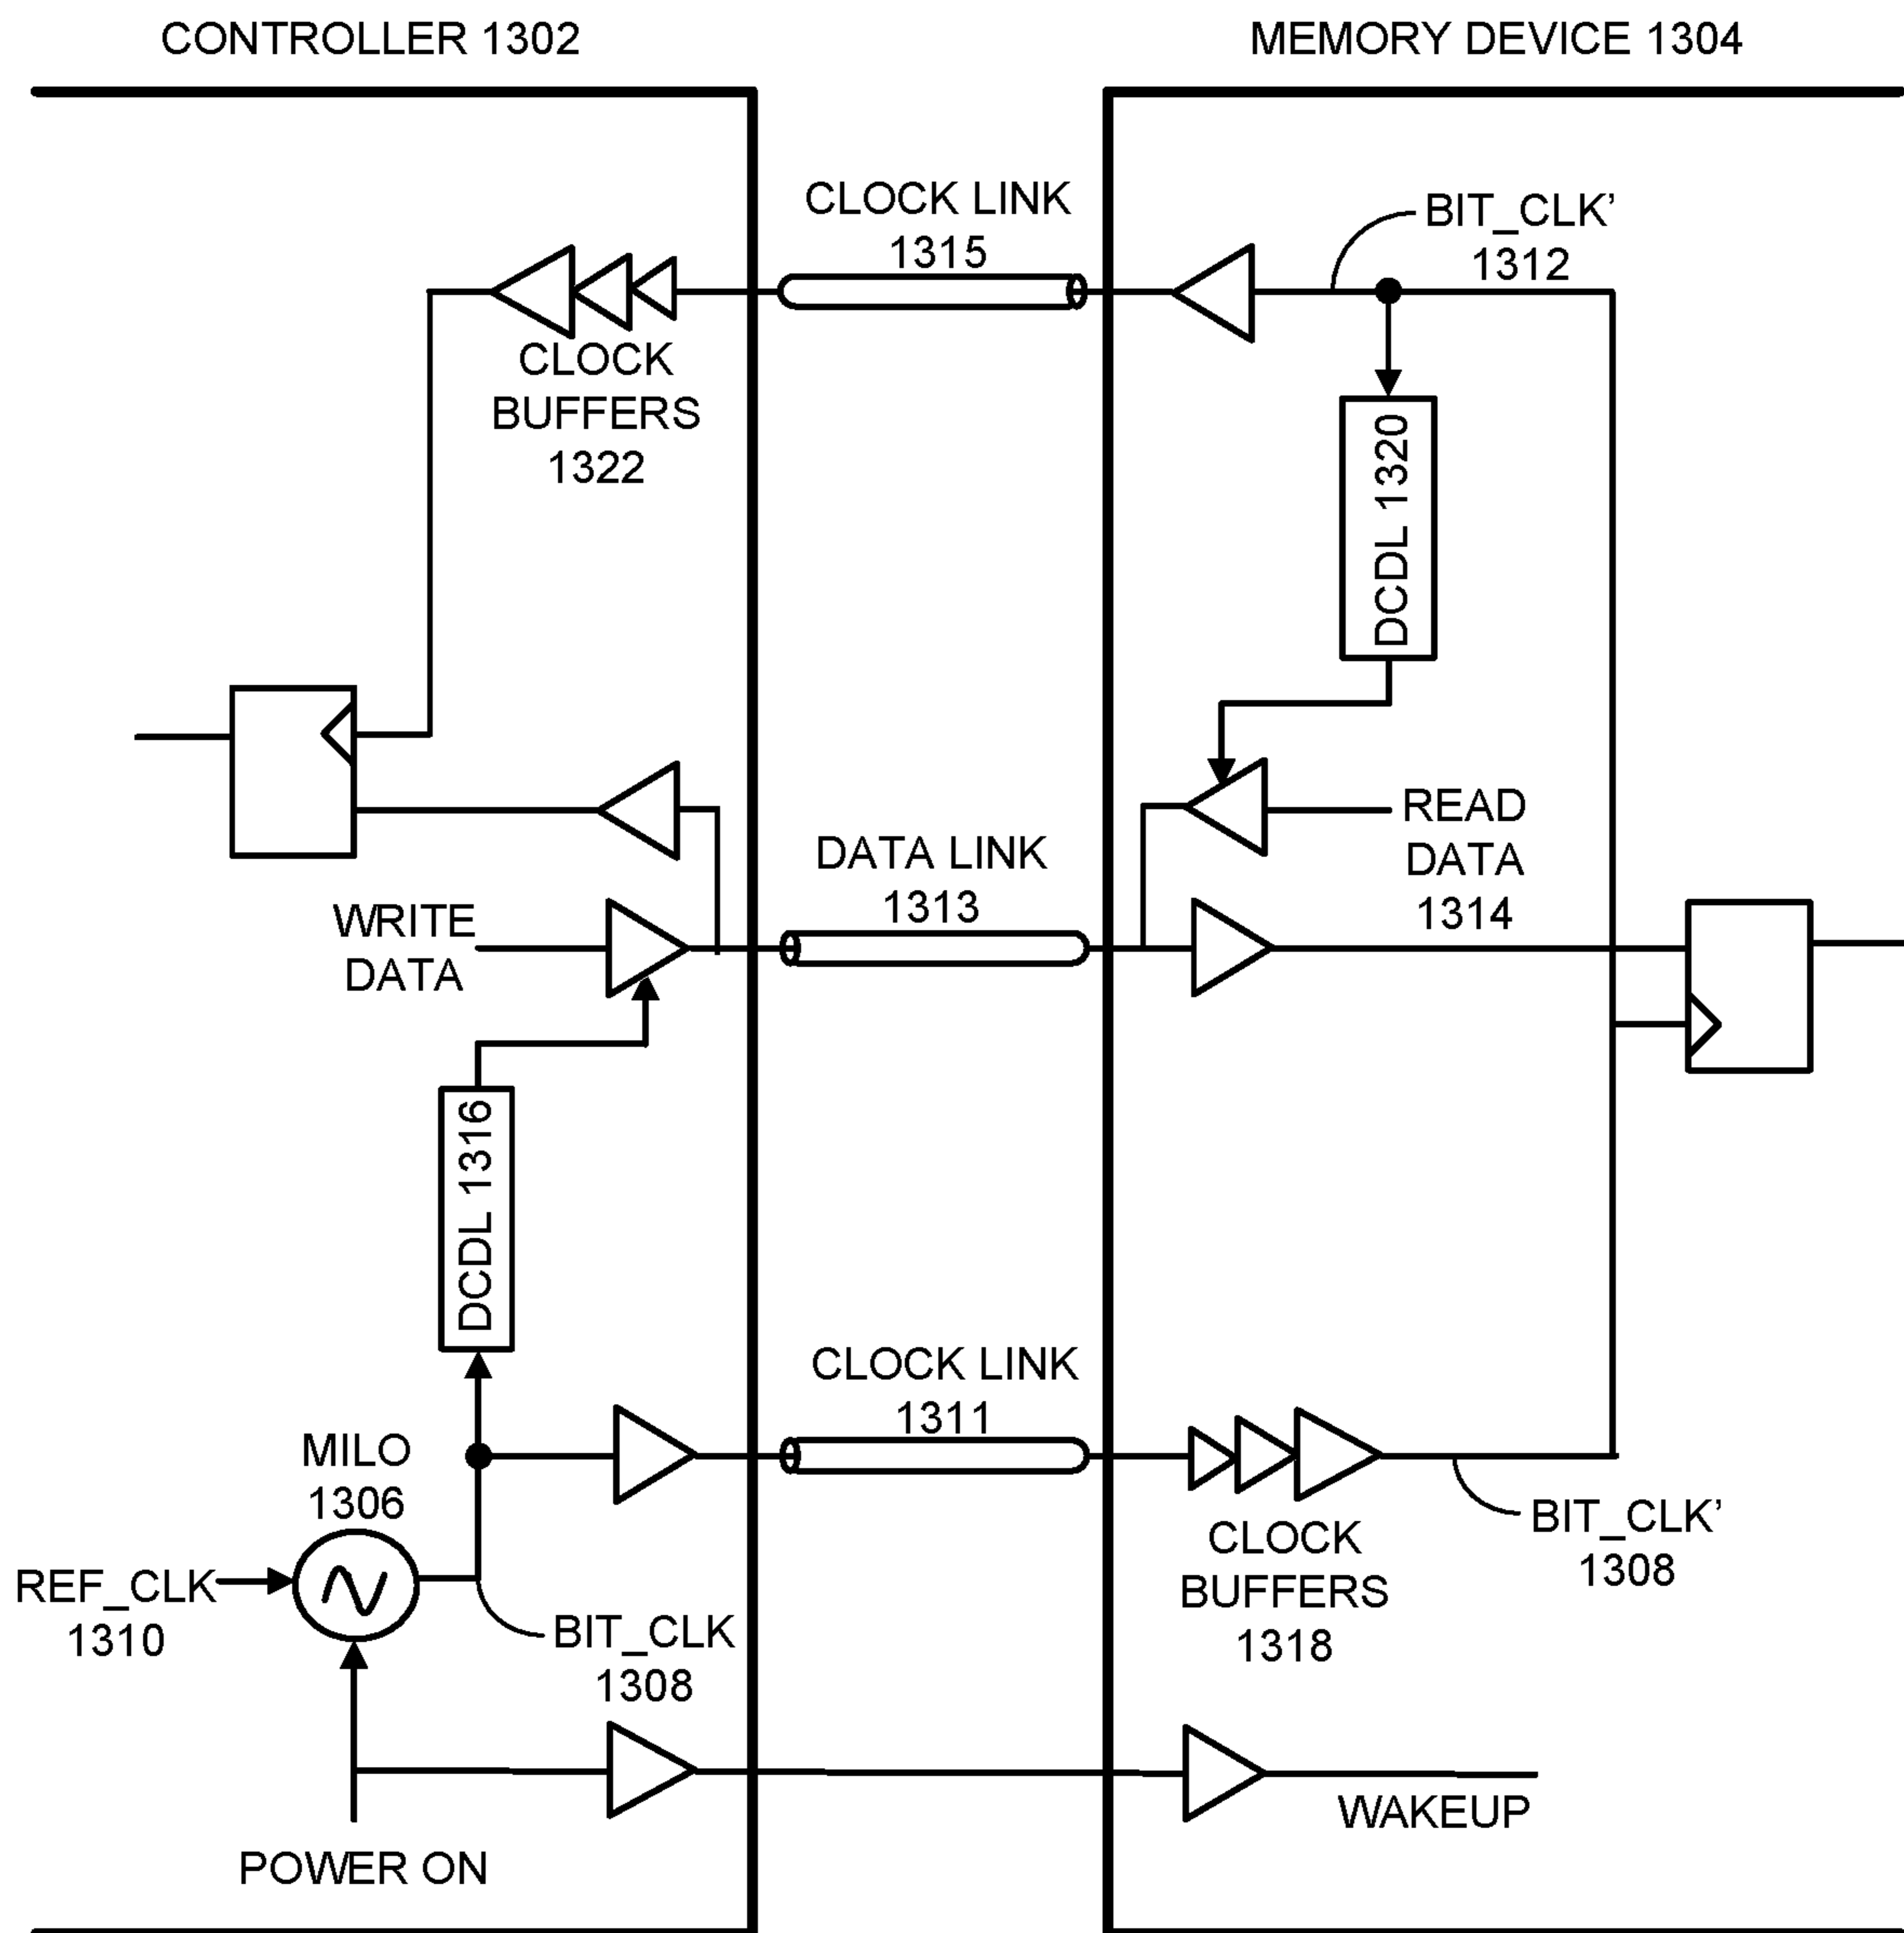 CONTROLLER 1302
MEMORY DEVICE 1304
CLOCK LINK
1315
BIT_CLK’
1312
CLOCK
BUFFERS
1322
DCDL 1320
READ
DATA
1314
DATA LINK
1313
WRITE
DATA
DCDL 1316
CLOCK LINK
1311
MILO
1306
REF_CLK
1310
BIT_CLK
1308
CLOCK
BUFFERS
1318
BIT_CLK’
1308
WAKEUP
POWER ON